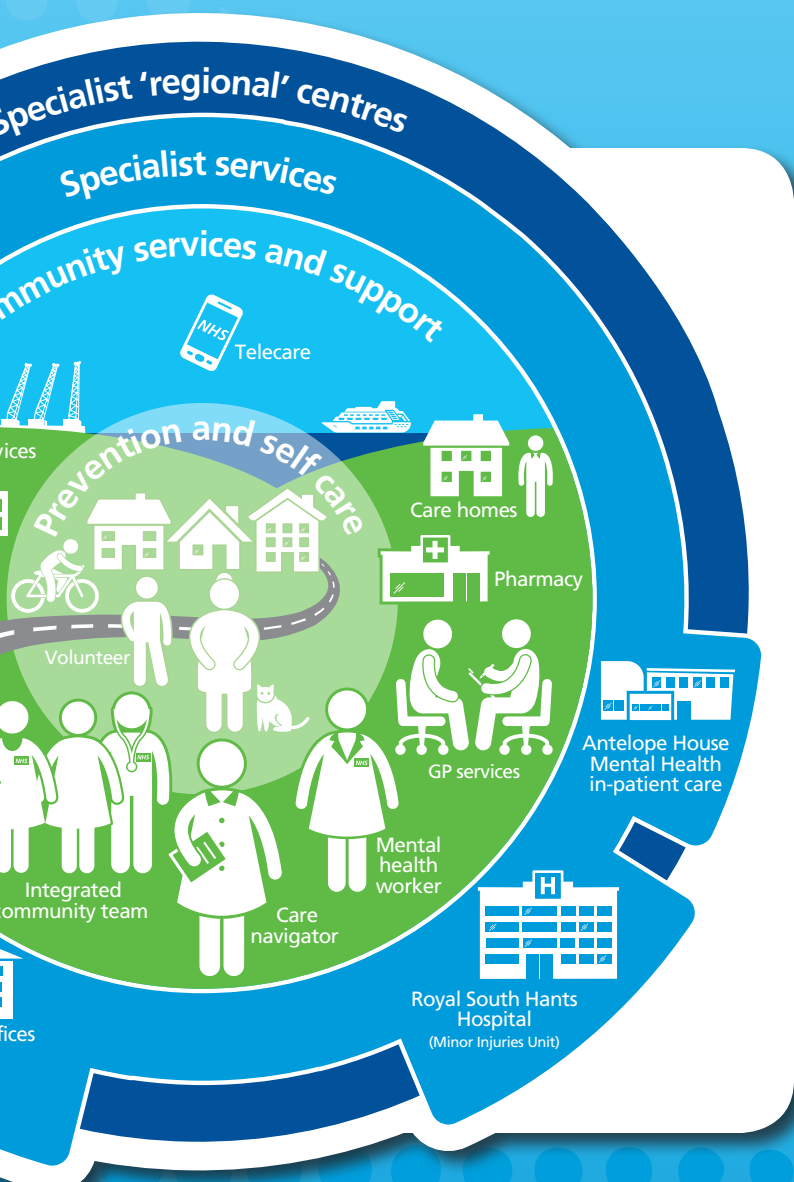 Specialist 'regional' centres
Specialist services
mmunity services and support
NHS
Telecare
vices
Prevention and self care
Care homes
Pharmacy
Volunteer
GP services
Antelope House
Mental Health
in-patient care
NHS
NHS
NHS
Mental
health
worker
Integrated
community team
Care
navigator
H
Royal South Hants
Hospital
(Minor Injuries Unit)
fices